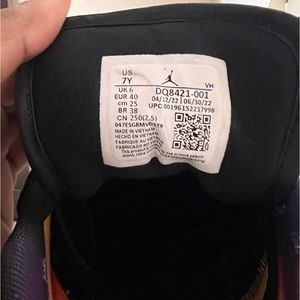 US
7Y
VH
UK 6
EUR 40
cm 25
BR 38
CN 250(2.5)
DQ8421-001
04/12/22 06/30/22
UPC 00196152217998
MADE IN VIETNAM
HECHO EN VIETNAM
FABRIQUE AU VIETNAM